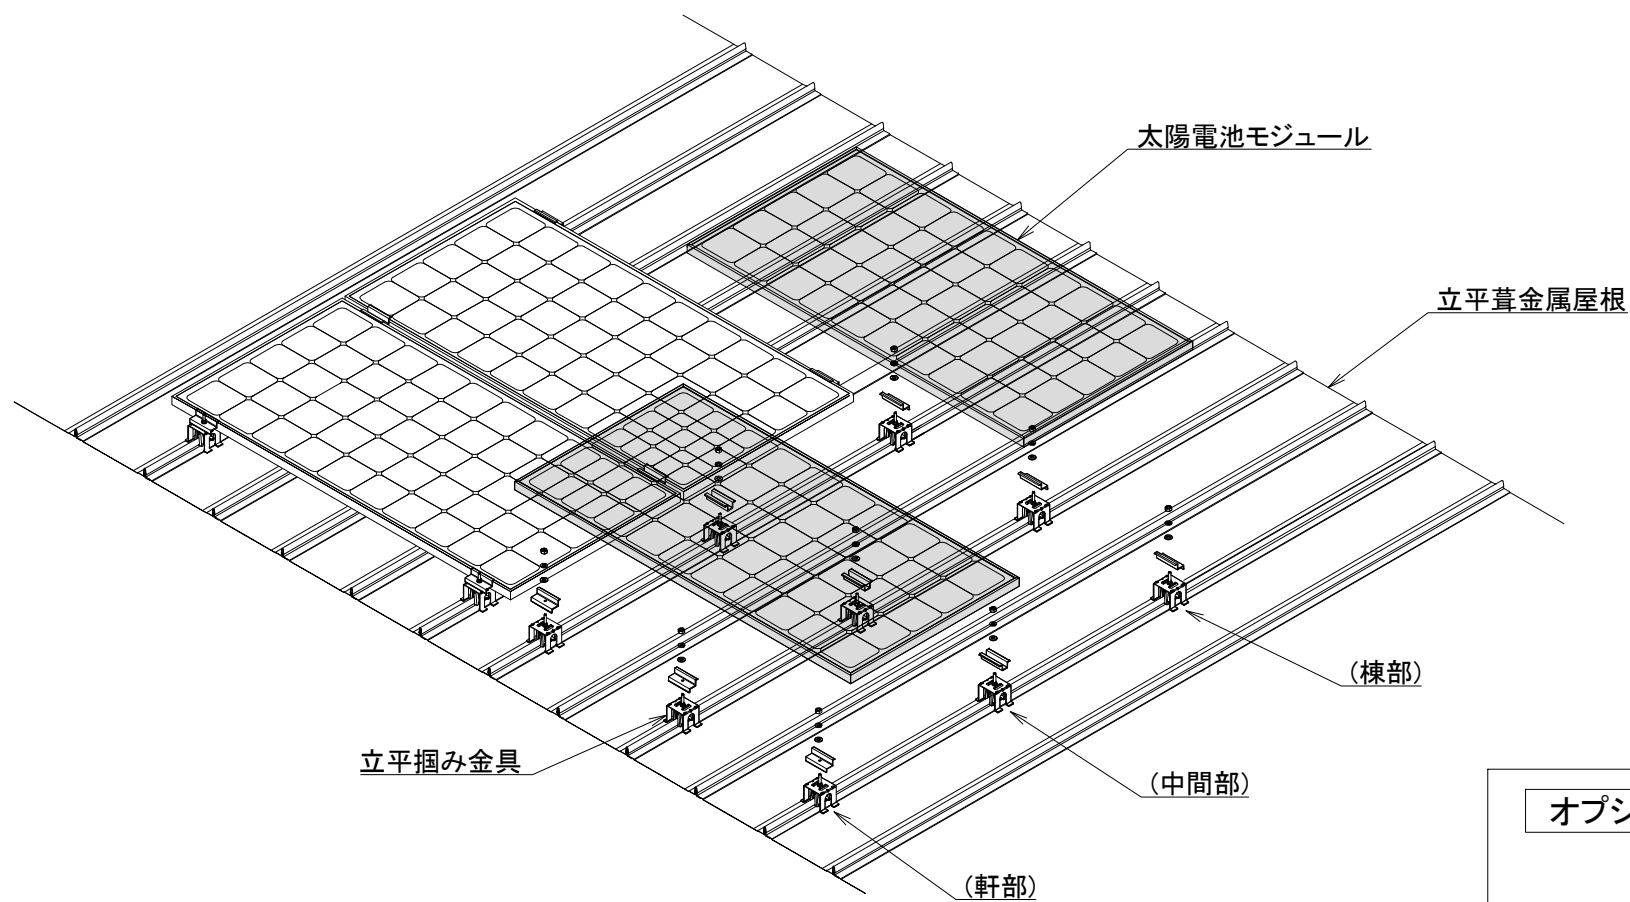 太陽電池モジュール
立平葺金属屋根
(棟部)
立平掴み金具
(中間部)
オプシ
(軒部)